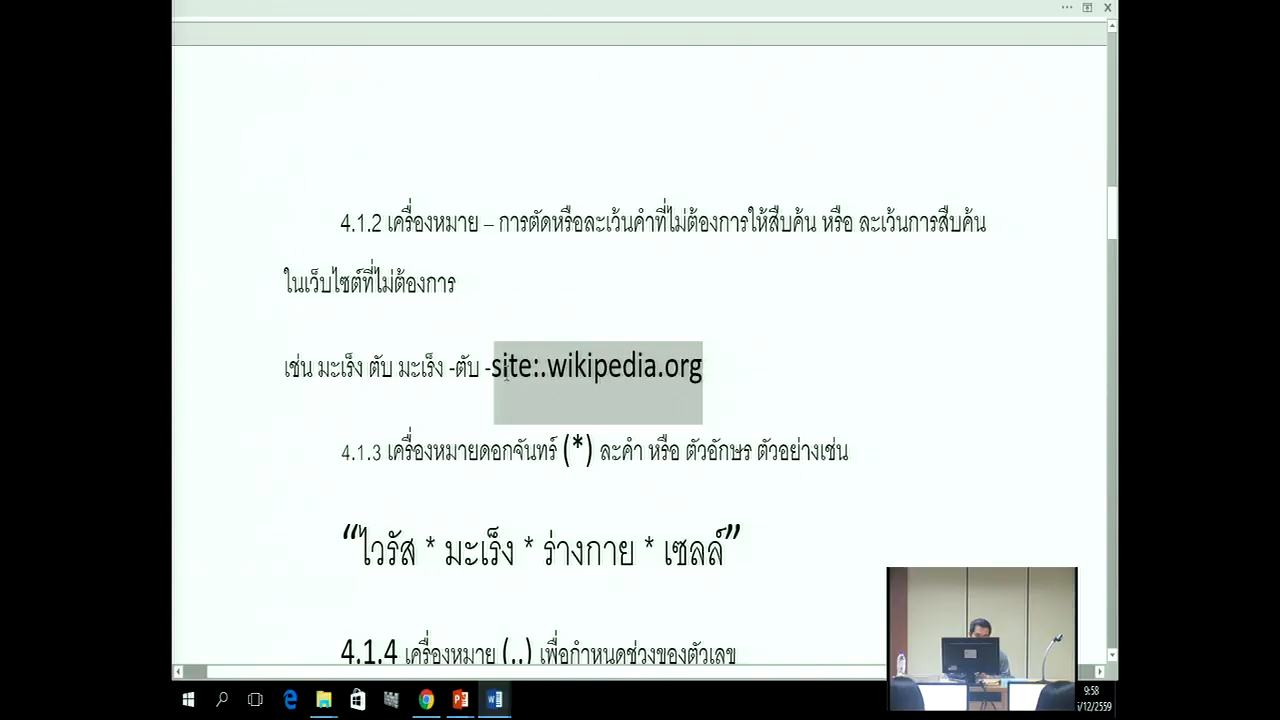 4.1.2 เครื่องหมาย – การตัดหรือละเว้นคำที่ไม่ต้องการให้สืบค้น หรือ ละเว้นการสืบค้น
ในเว็บไซต์ที่ไม่ต้องการ
เช่น มะเร็ง ตับ มะเร็ง -ตับ -site:.wikipedia.org
4.1.3 เครื่องหมายดอกจันทร์ (*) ละคำ หรือ ตัวอักษร ตัวอย่างเช่น
“ไวรัส * มะเร็ง * ร่างกาย * เซลล์”
4.1.4 เครื่องหมาย (..) เพื่อกำหนดช่วงของตัวเลข
9:58
/12/2559